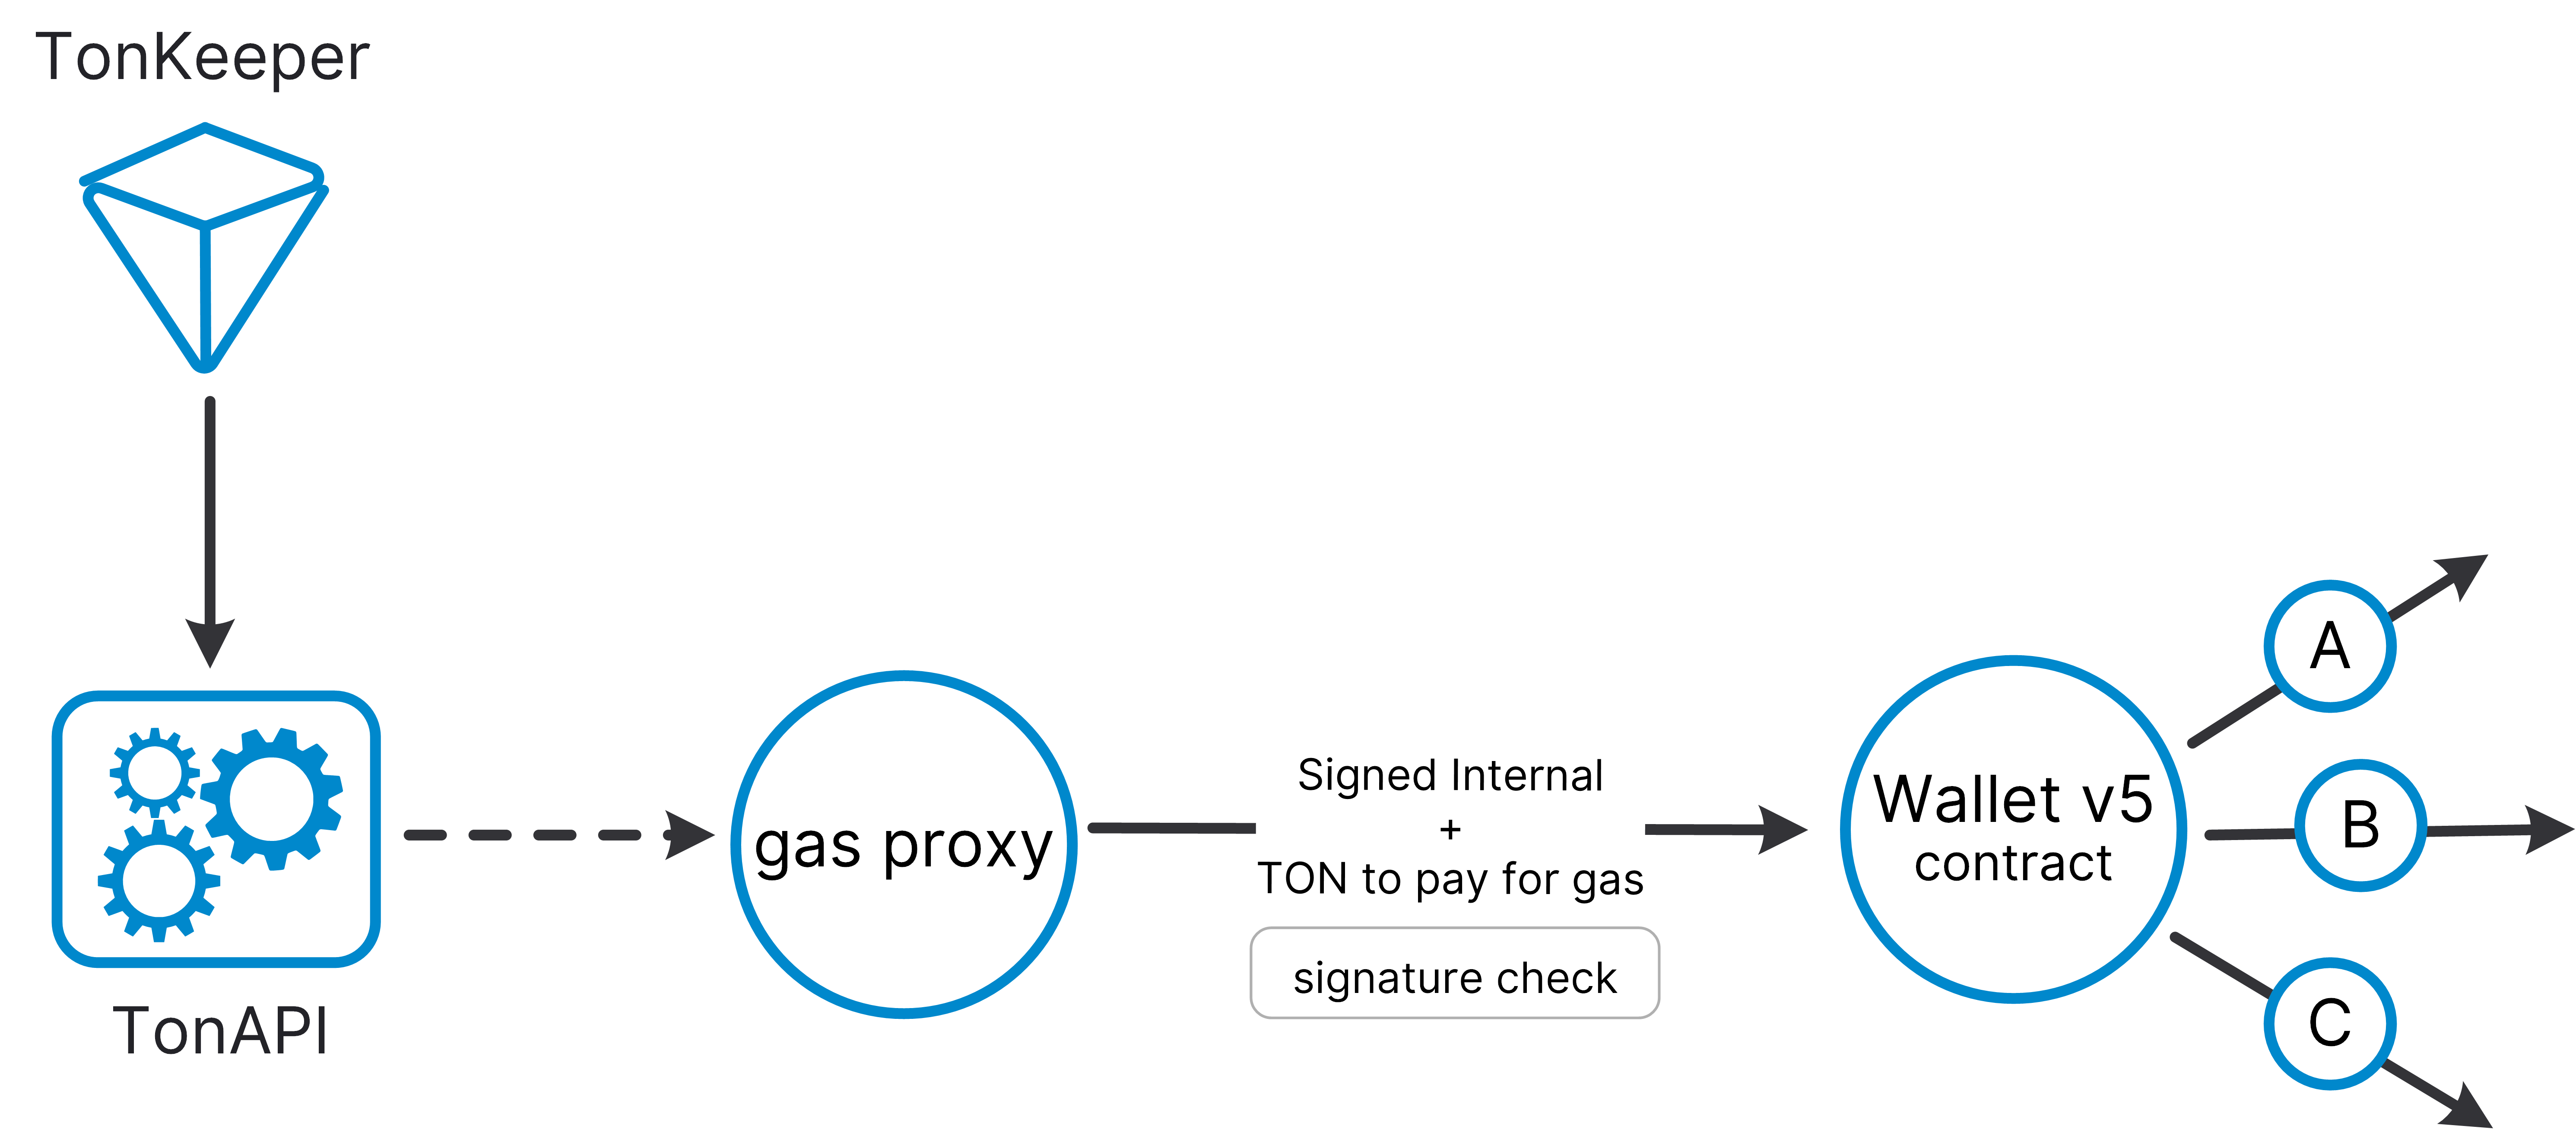 TonKeeper
TonAPI
gas proxy
Signed Internal
+
TON to pay for gas
signature check
Wallet v5
contract
A
B
C